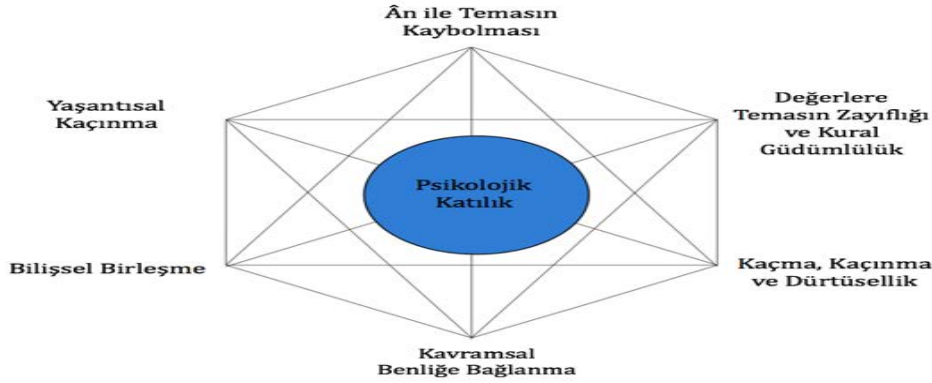 Ân ile Temasın
Kaybolması
Yaşantısal
Kaçınma
Değerlere
Temasın Zayıflığı
ve Kural
Güdümlülük
Psikolojik
Katılık
Bilişsel Birleşme
Kaçma, Kaçınma
ve Dürtüsellik
Kavramsal
Benliğe Bağlanma